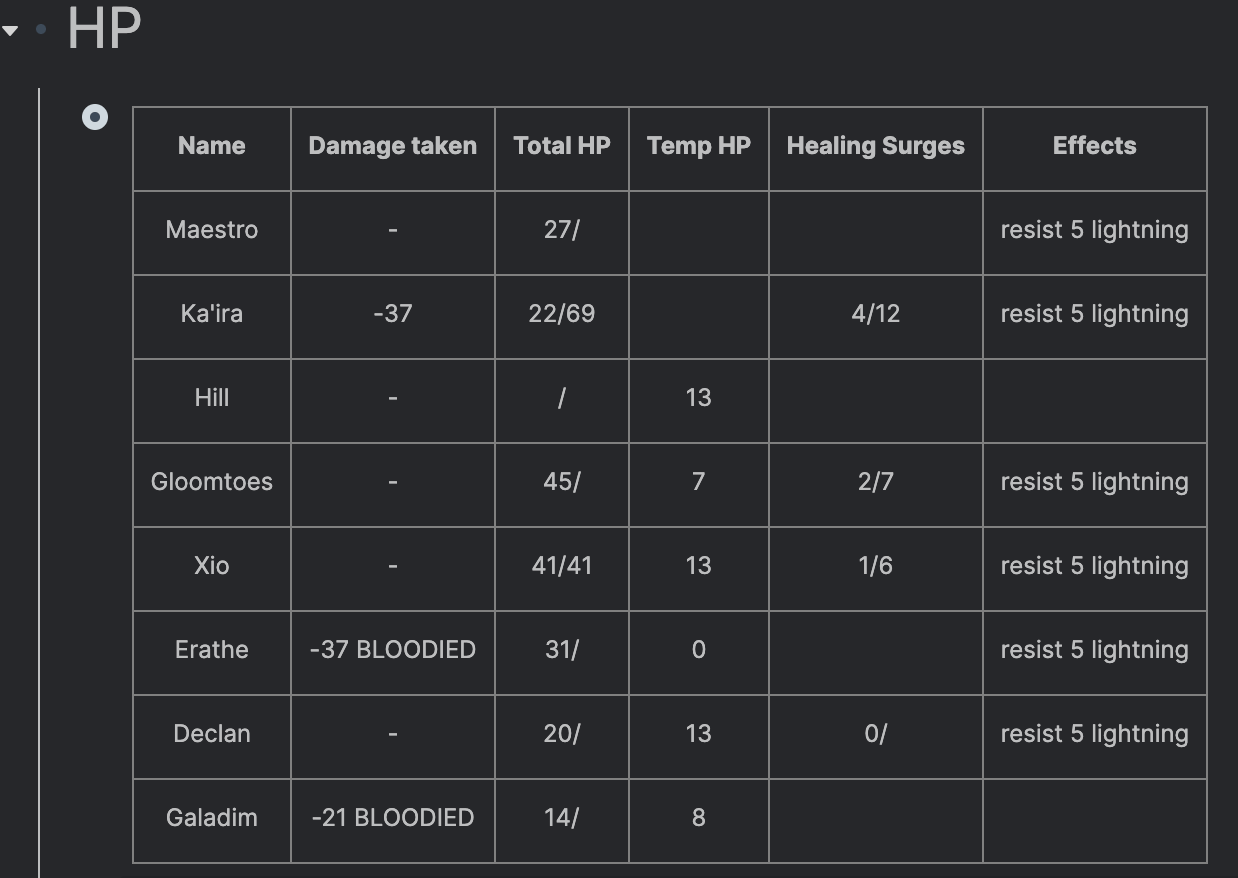 HP
Name Damage taken Total HP Temp HP Healing Surges Effects
Maestro - 27/ resist 5 lightning
Ka'ira -37 22/69 4/12 resist 5 lightning
Hill - / 13
Gloomtoes - 45/ 7 2/7 resist 5 lightning
Xio - 41/41 13 1/6 resist 5 lightning
Erathe -37 BLOODIED 31/ 0 resist 5 lightning
Declan - 20/ 13 0/ resist 5 lightning
Galadim -21 BLOODIED 14/ 8